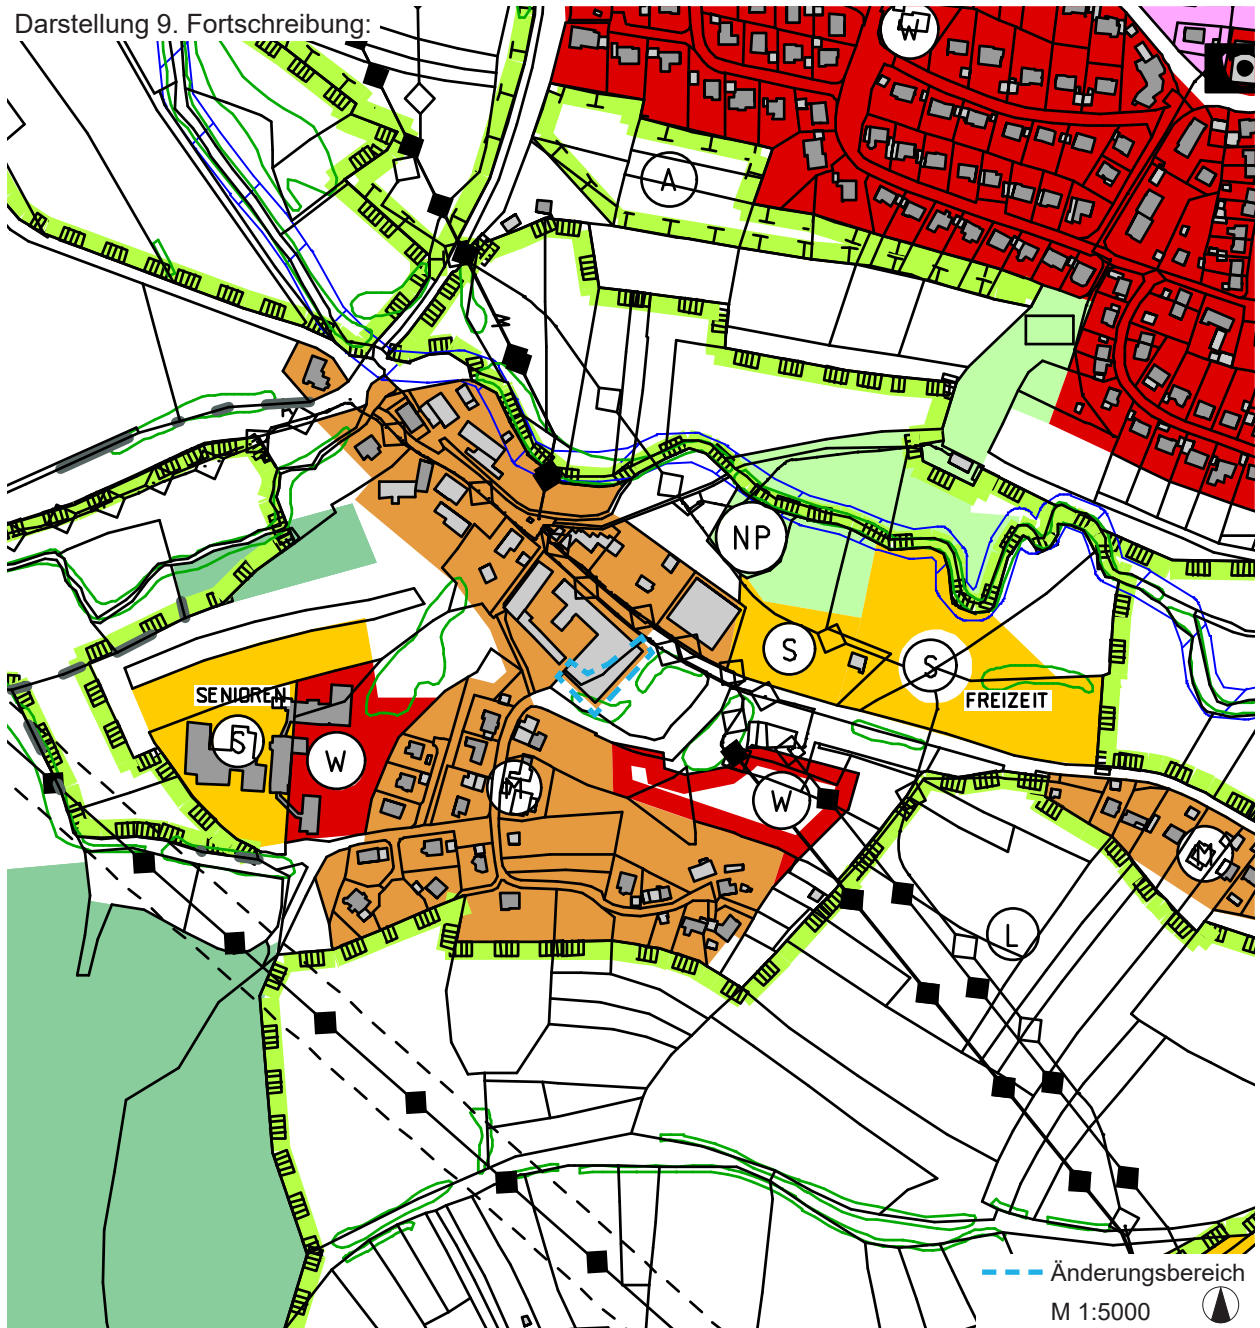 Darstellung 9. Fortschreibung:
W
A
M
NP
S
S
SENIOREN
FREIZEIT
S
W
W
M
L
Änderungsbereich
M 1:5000